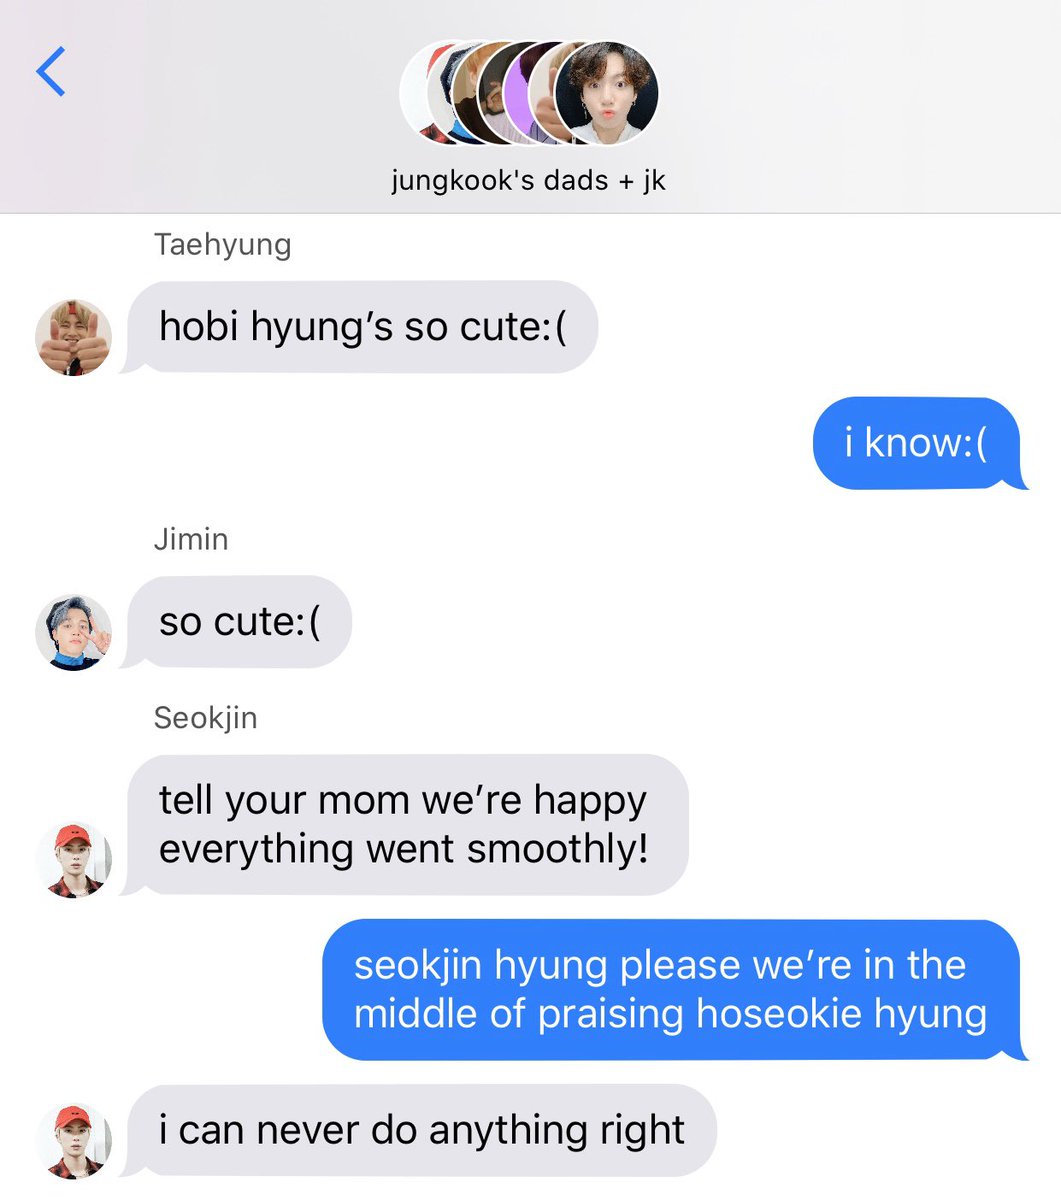 jungkook's dads + jk
Taehyung
hobi hyung’s so cute:(
i know:(
Jimin
so cute:(
Seokjin
tell your mom we’re happy
everything went smoothly!
seokjin hyung please we’re in the
middle of praising hoseokie hyung
i can never do anything right